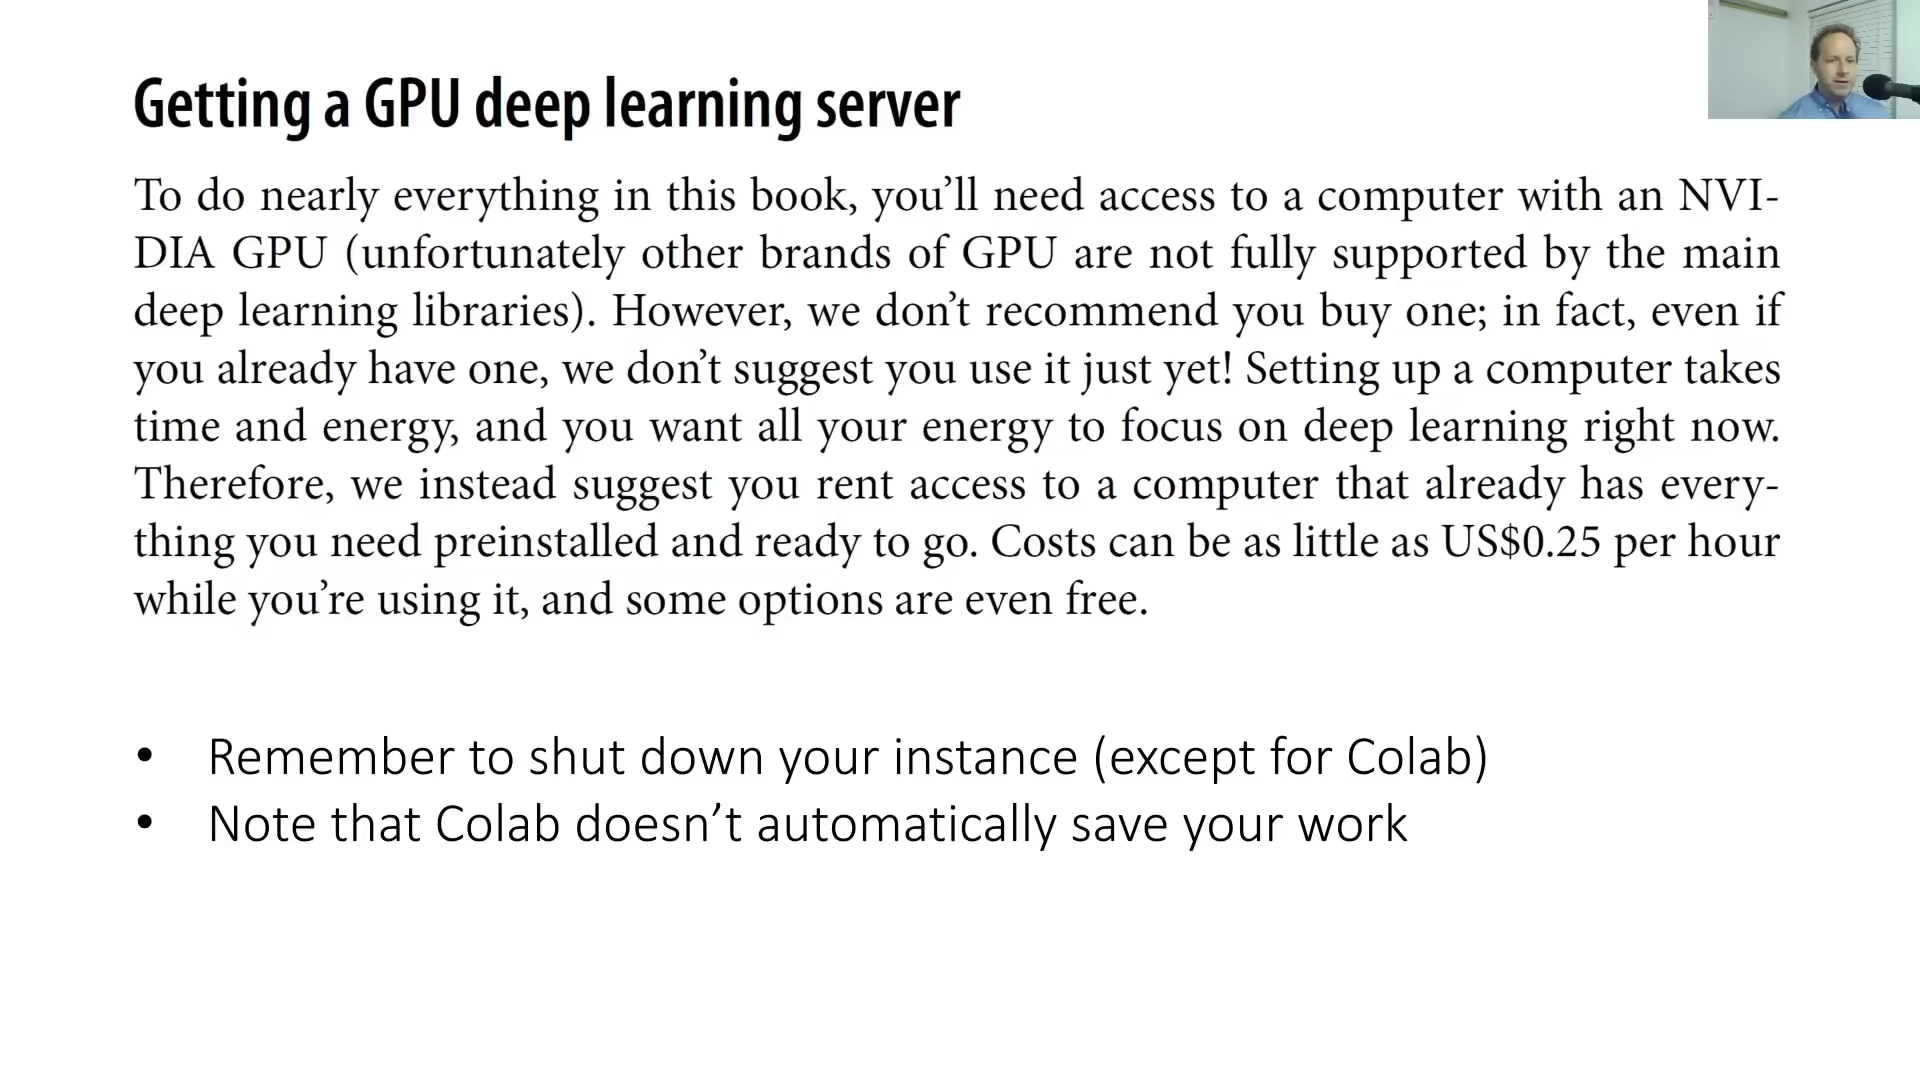 Getting a GPU deep learning server
To do nearly everything in this book, you’ll need access to a computer with an NVI-
DIA GPU (unfortunately other brands of GPU are not fully supported by the main
deep learning libraries). However, we don’t recommend you buy one; in fact, even if
you already have one, we don’t suggest you use it just yet! Setting up a computer takes
time and energy, and you want all your energy to focus on deep learning right now.
Therefore, we instead suggest you rent access to a computer that already has every-
thing you need preinstalled and ready to go. Costs can be as little as US$0.25 per hour
while you’re using it, and some options are even free.
• Remember to shut down your instance (except for Colab)
• Note that Colab doesn’t automatically save your work